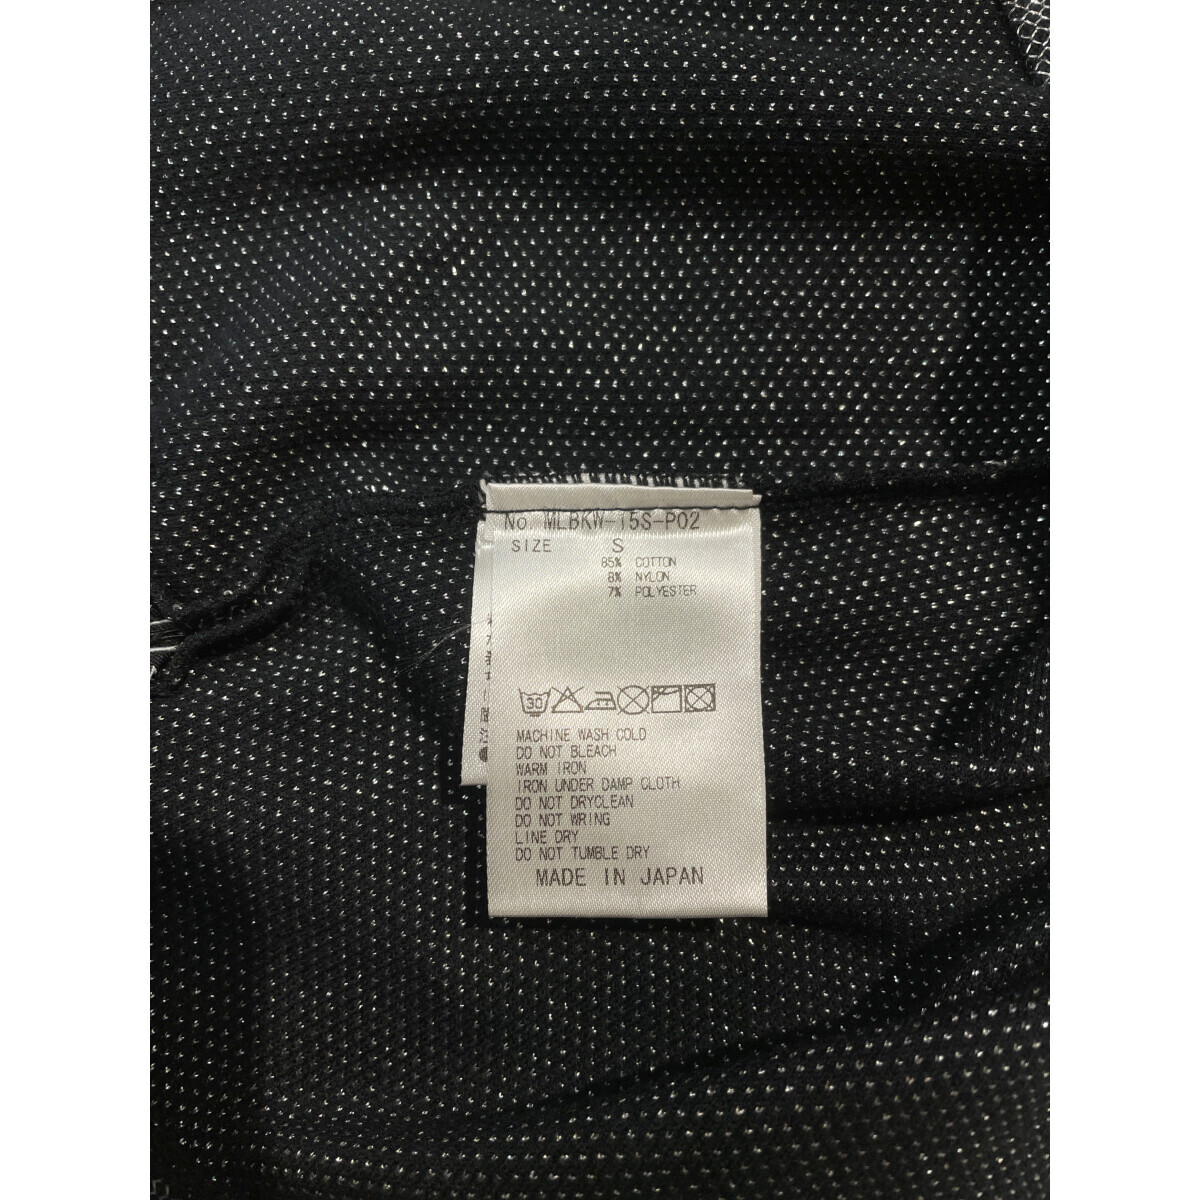 No. MLBKW-15S-P02
SIZE S
85% COTTON
8% NYLON
7% POLYESTER
30
MACHINE WASH COLD
DO NOT BLEACH
WARM IRON
IRON UNDER DAMP CLOTH
DO NOT DRYCLEAN
DO NOT WRING
LINE DRY
DO NOT TUMBLE DRY
MADE IN JAPAN